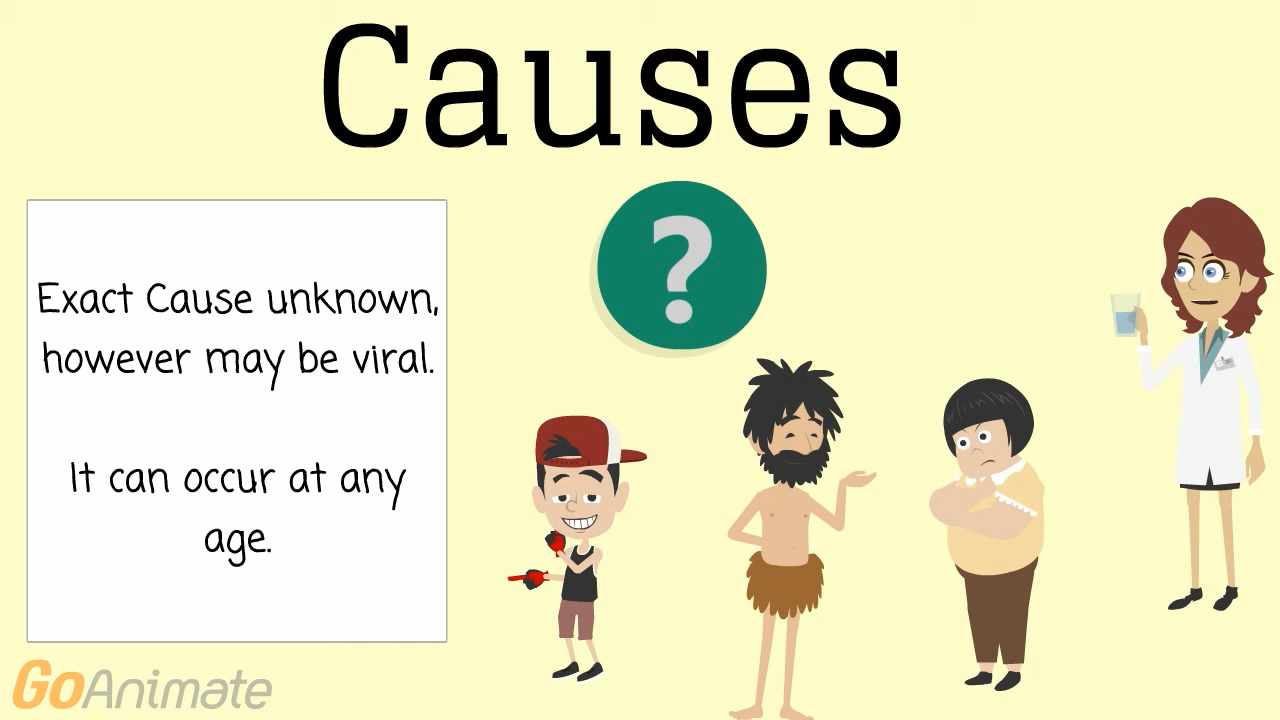 Causes
?
Exact Cause unknown,
however may be viral.
It can occur at any
age.
GoAnimate